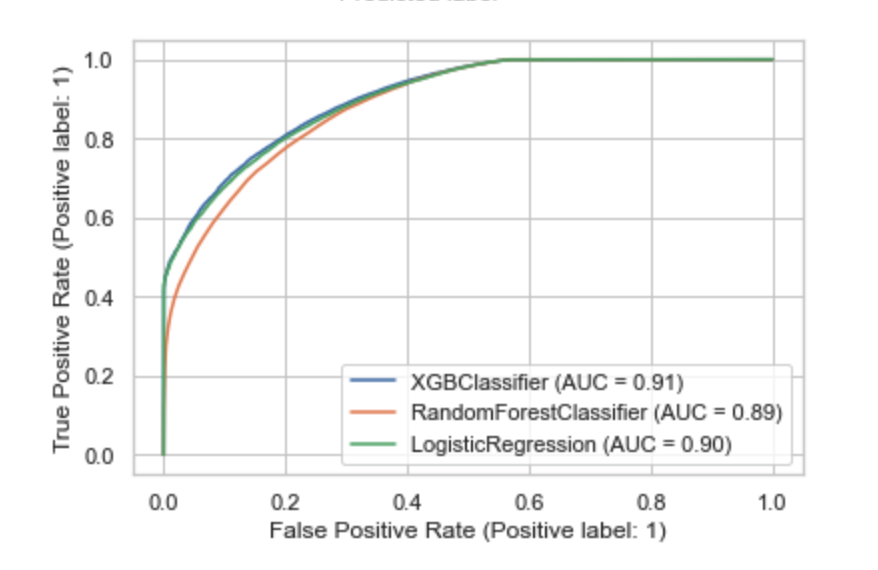 1.0
0.8
0.6
0.4
0.2
0.0
True Positive Rate (Positive label: 1)
XGBClassifier (AUC = 0.91)
RandomForestClassifier (AUC = 0.89)
LogisticRegression (AUC = 0.90)
0.0 0.2 0.4 0.6 0.8 1.0
False Positive Rate (Positive label: 1)